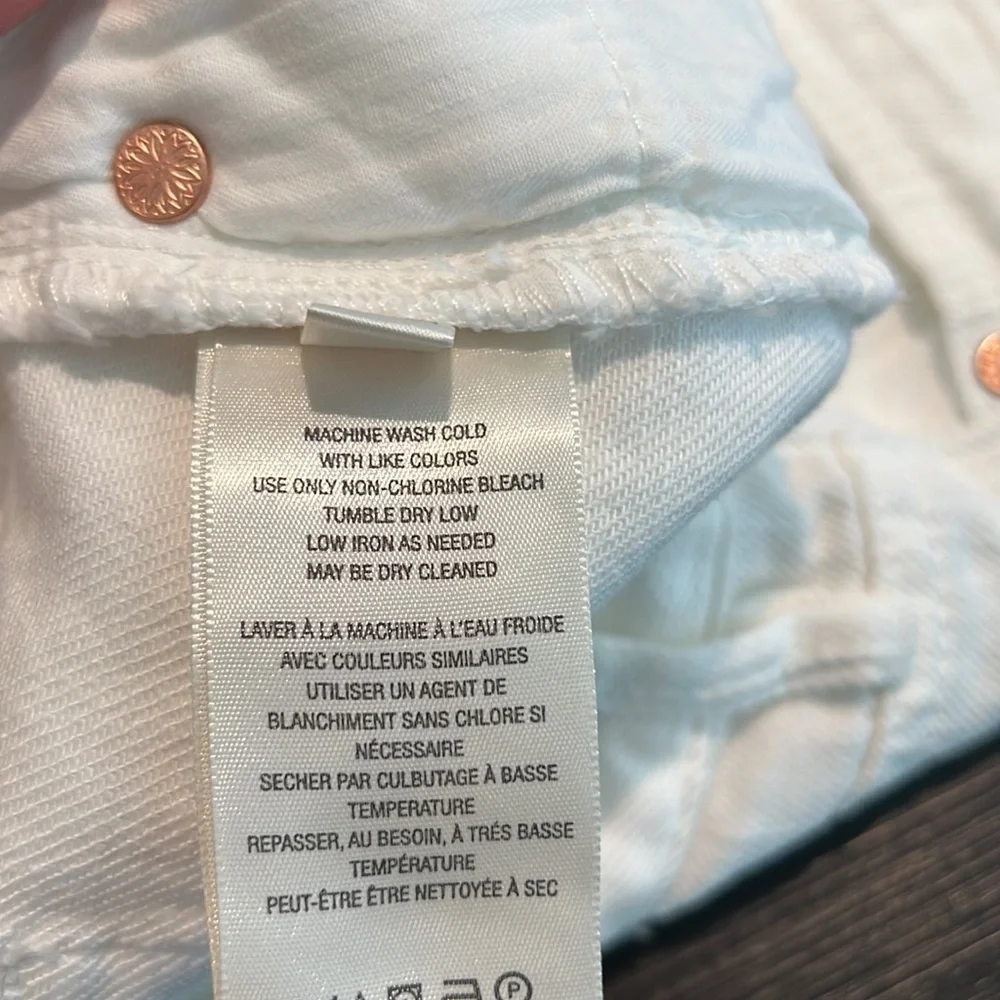 MACHINE WASH COLD
WITH LIKE COLORS
USE ONLY NON-CHLORINE BLEACH
TUMBLE DRY LOW
LOW IRON AS NEEDED
MAY BE DRY CLEANED
LAVER À LA MACHINE À L'EAU FROIDE
AVEC COULEURS SIMILAIRES
UTILISER UN AGENT DE
BLANCHIMENT SANS CHLORE SI
NÉCESSAIRE
SECHER PAR CULBUTAGE À BASSE
TEMPERATURE
REPASSER, AU BESOIN, À TRÉS BASSE
TEMPÉRATURE
PEUT-ÊTRE ÊTRE NETTOYÉE À SEC
P